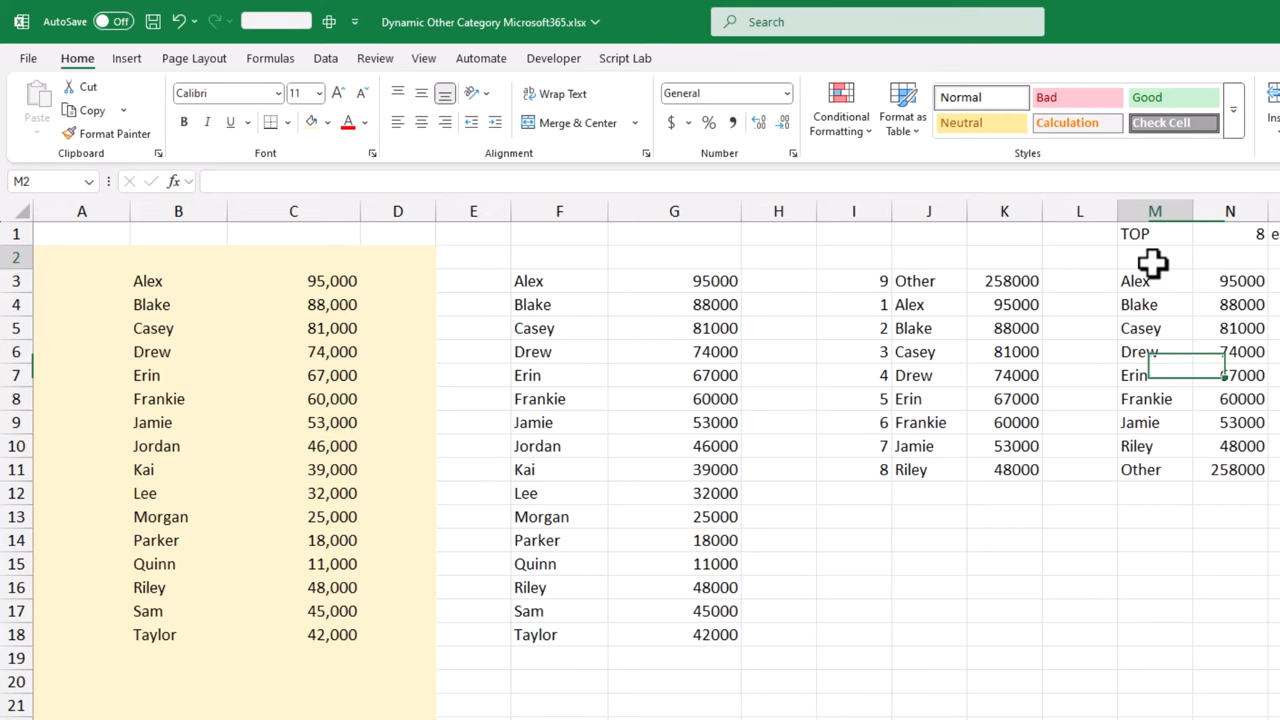 AutoSave Off Dynamic Other Category Microsoft365.xlsx Search
File Home Insert Page Layout Formulas Data Review View Automate Developer Script Lab
Paste Cut Copy Format Painter Clipboard
Calibri 11 B I U A A A Font
Wrap Text Merge & Center Alignment
General $ % Number
Conditional Formatting Format as Table Normal Bad Good Neutral Calculation Check Cell Styles
M2 fx
A B C D E F G H I J K L M N
1 TOP 8
2
3 Alex 95,000 Alex 95000 9 Other 258000 Alex 95000
4 Blake 88,000 Blake 88000 1 Alex 95000 Blake 88000
5 Casey 81,000 Casey 81000 2 Blake 88000 Casey 81000
6 Drew 74,000 Drew 74000 3 Casey 81000 Drew 74000
7 Erin 67,000 Erin 67000 4 Drew 74000 Erin 67000
8 Frankie 60,000 Frankie 60000 5 Erin 67000 Frankie 60000
9 Jamie 53,000 Jamie 53000 6 Frankie 60000 Jamie 53000
10 Jordan 46,000 Jordan 46000 7 Jamie 53000 Riley 48000
11 Kai 39,000 Kai 39000 8 Riley 48000 Other 258000
12 Lee 32,000 Lee 32000
13 Morgan 25,000 Morgan 25000
14 Parker 18,000 Parker 18000
15 Quinn 11,000 Quinn 11000
16 Riley 48,000 Riley 48000
17 Sam 45,000 Sam 45000
18 Taylor 42,000 Taylor 42000
19
20
21